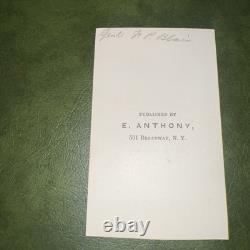 Genl F P Blair
PUBLISHED BY
E. ANTHONY,
501 BROADWAY, N. Y.